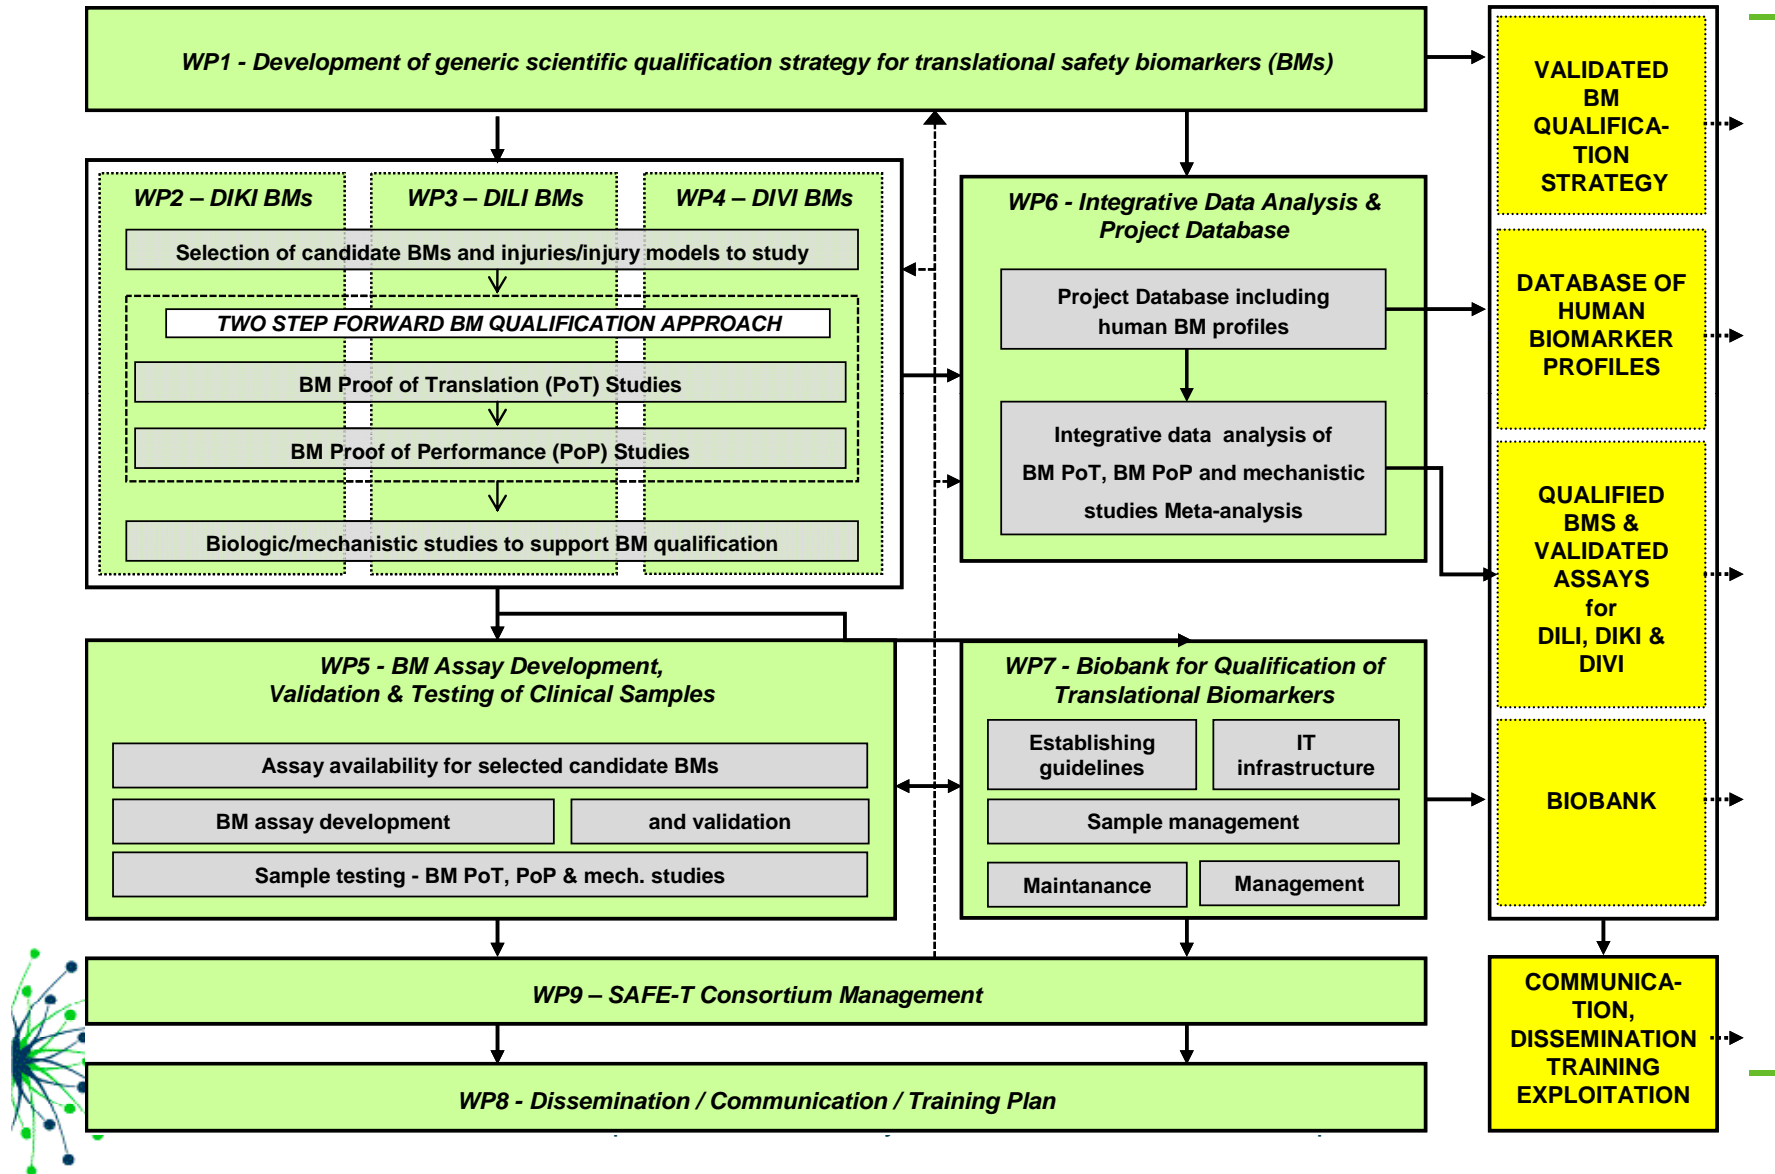 WP1 - Development of generic scientific qualification strategy for translational safety biomarkers (BMs)
WP2 – DIKI BMs
WP3 – DILI BMs
WP4 – DIVI BMs
Selection of candidate BMs and injuries/injury models to study
TWO STEP FORWARD BM QUALIFICATION APPROACH
BM Proof of Translation (PoT) Studies
BM Proof of Performance (PoP) Studies
Biologic/mechanistic studies to support BM qualification
WP6 - Integrative Data Analysis &
Project Database
Project Database including
human BM profiles
Integrative data analysis of
BM PoT, BM PoP and mechanistic
studies Meta-analysis
WP5 - BM Assay Development,
Validation & Testing of Clinical Samples
Assay availability for selected candidate BMs
BM assay development
and validation
Sample testing - BM PoT, PoP & mech. studies
WP7 - Biobank for Qualification of
Translational Biomarkers
Establishing
guidelines
IT
infrastructure
Sample management
Maintanance
Management
WP9 – SAFE-T Consortium Management
WP8 - Dissemination / Communication / Training Plan
VALIDATED
BM
QUALIFICA-
TION
STRATEGY
DATABASE OF
HUMAN
BIOMARKER
PROFILES
QUALIFIED
BMS &
VALIDATED
ASSAYS
for
DILI, DIKI &
DIVI
BIOBANK
COMMUNICA-
TION,
DISSEMINATION
TRAINING
EXPLOITATION